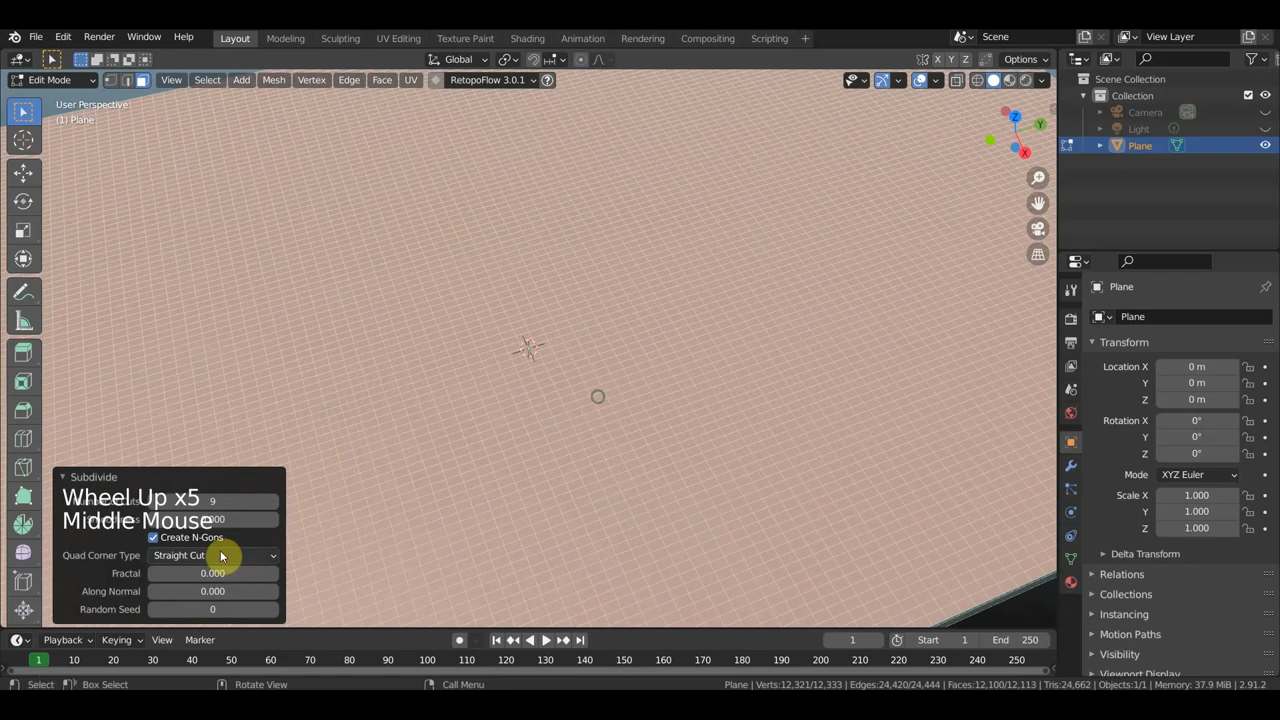 File Edit Render Window Help Layout Modeling Sculpting UV Editing Texture Paint Shading Animation Rendering Compositing Scripting + Scene View Layer
Global X Y Z Options
Edit Mode View Select Add Mesh Vertex Edge Face UV RetopoFlow 3.0.1
User Perspective
(1) Plane
Z
Y
X
Scene Collection
Collection
Camera
Light
Plane
Plane
Plane
Transform
Location X 0 m
Y 0 m
Z 0 m
Rotation X 0°
Y 0°
Z 0°
Mode XYZ Euler
Scale X 1.000
Y 1.000
Z 1.000
Delta Transform
Relations
Collections
Instancing
Motion Paths
Visibility
Viewport Display
Subdivide
Wheel Up x5
9
Middle Mouse
Create N-Gons
Quad Corner Type Straight Cut
Fractal 0.000
Along Normal 0.000
Random Seed 0
Playback Keying View Marker 1 Start 1 End 250
1 10 20 30 40 50 60 70 80 90 100 110 120 130 140 150 160 170 180 190 200 210 220 230 240 250
Select Box Select Rotate View Call Menu Plane | Verts:12,321/12,333 | Edges:24,420/24,444 | Faces:12,100/12,113 | Tris:24,662 | Objects:1/1 | Memory: 37.9 MiB | 2.91.2